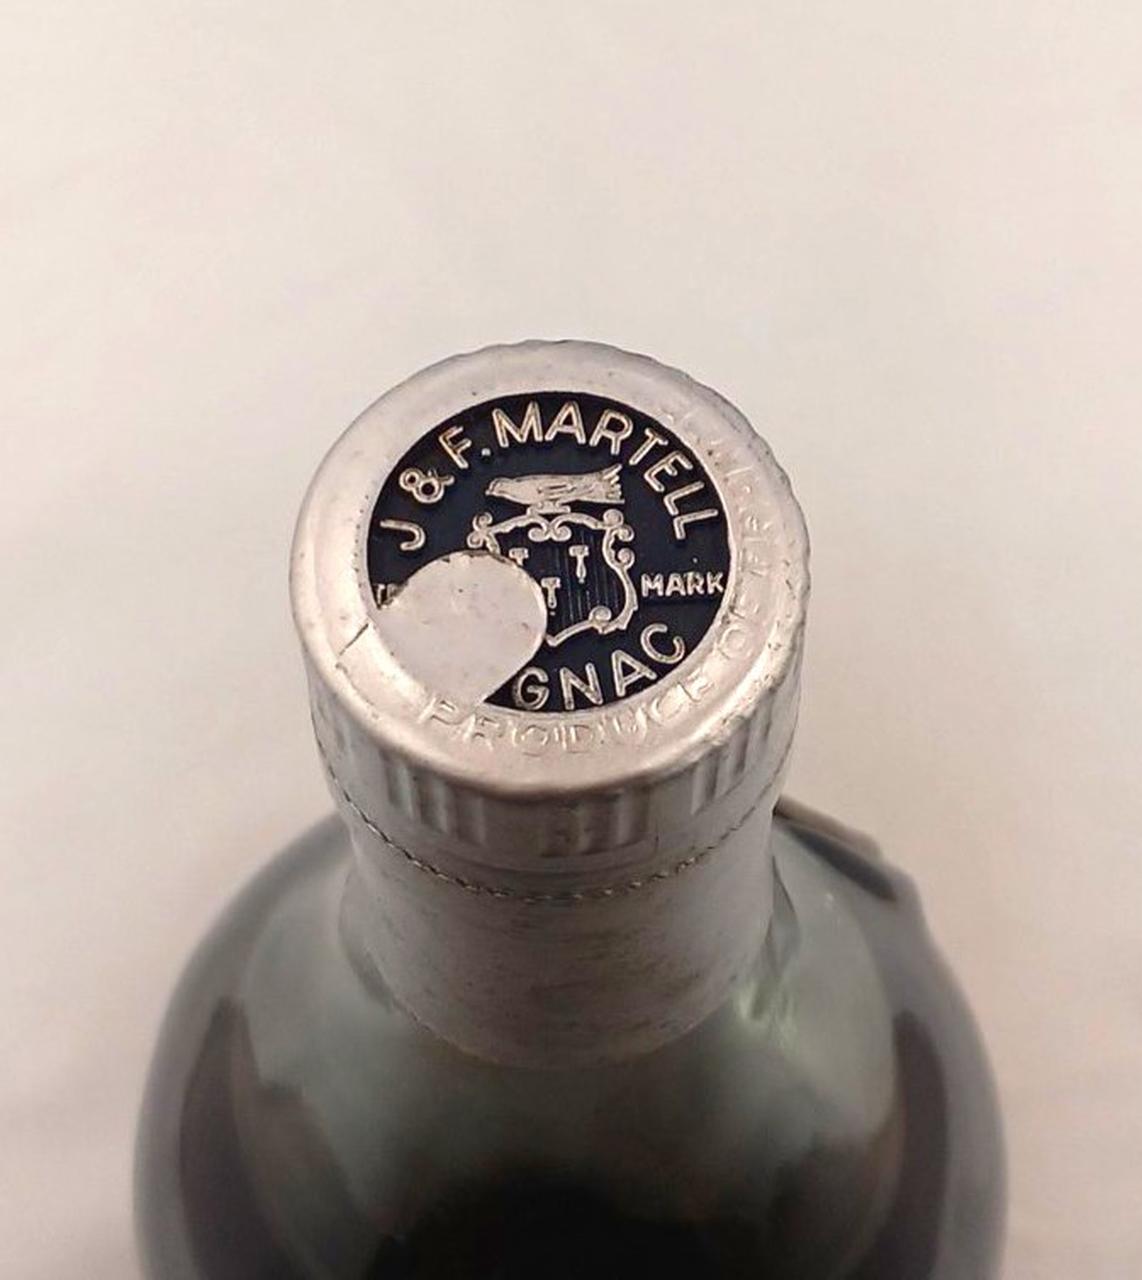 J & F. MARTELL
MARK
GNAC
PRODUCE OF